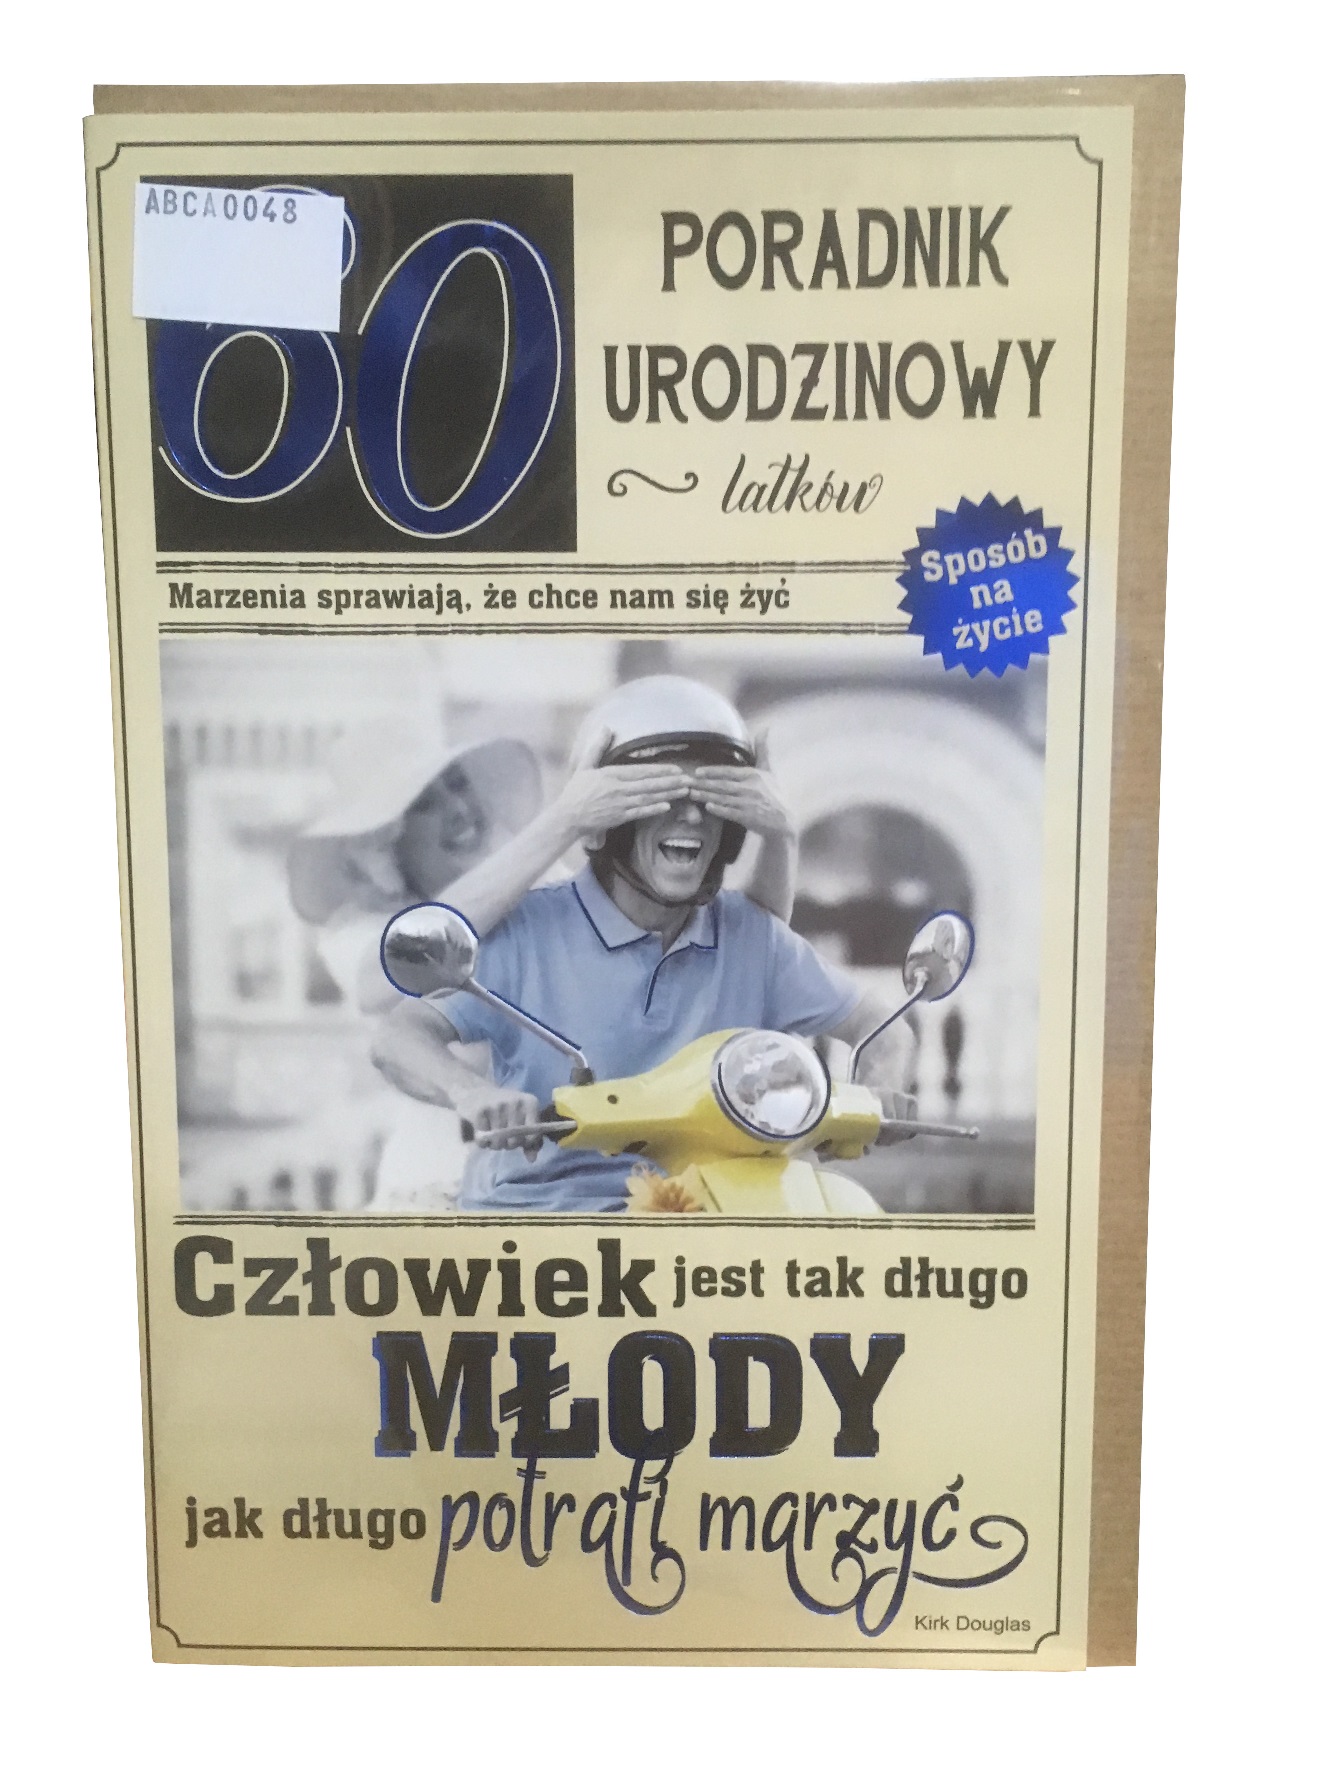 ABCA0048
PORADNIK
URODZINOWY
~ latków
Marzenia sprawiają, że chce nam się żyć
Sposób
na
życie
Człowiek jest tak długo
MŁODY
jak długo potrafi marzyć
Kirk Douglas